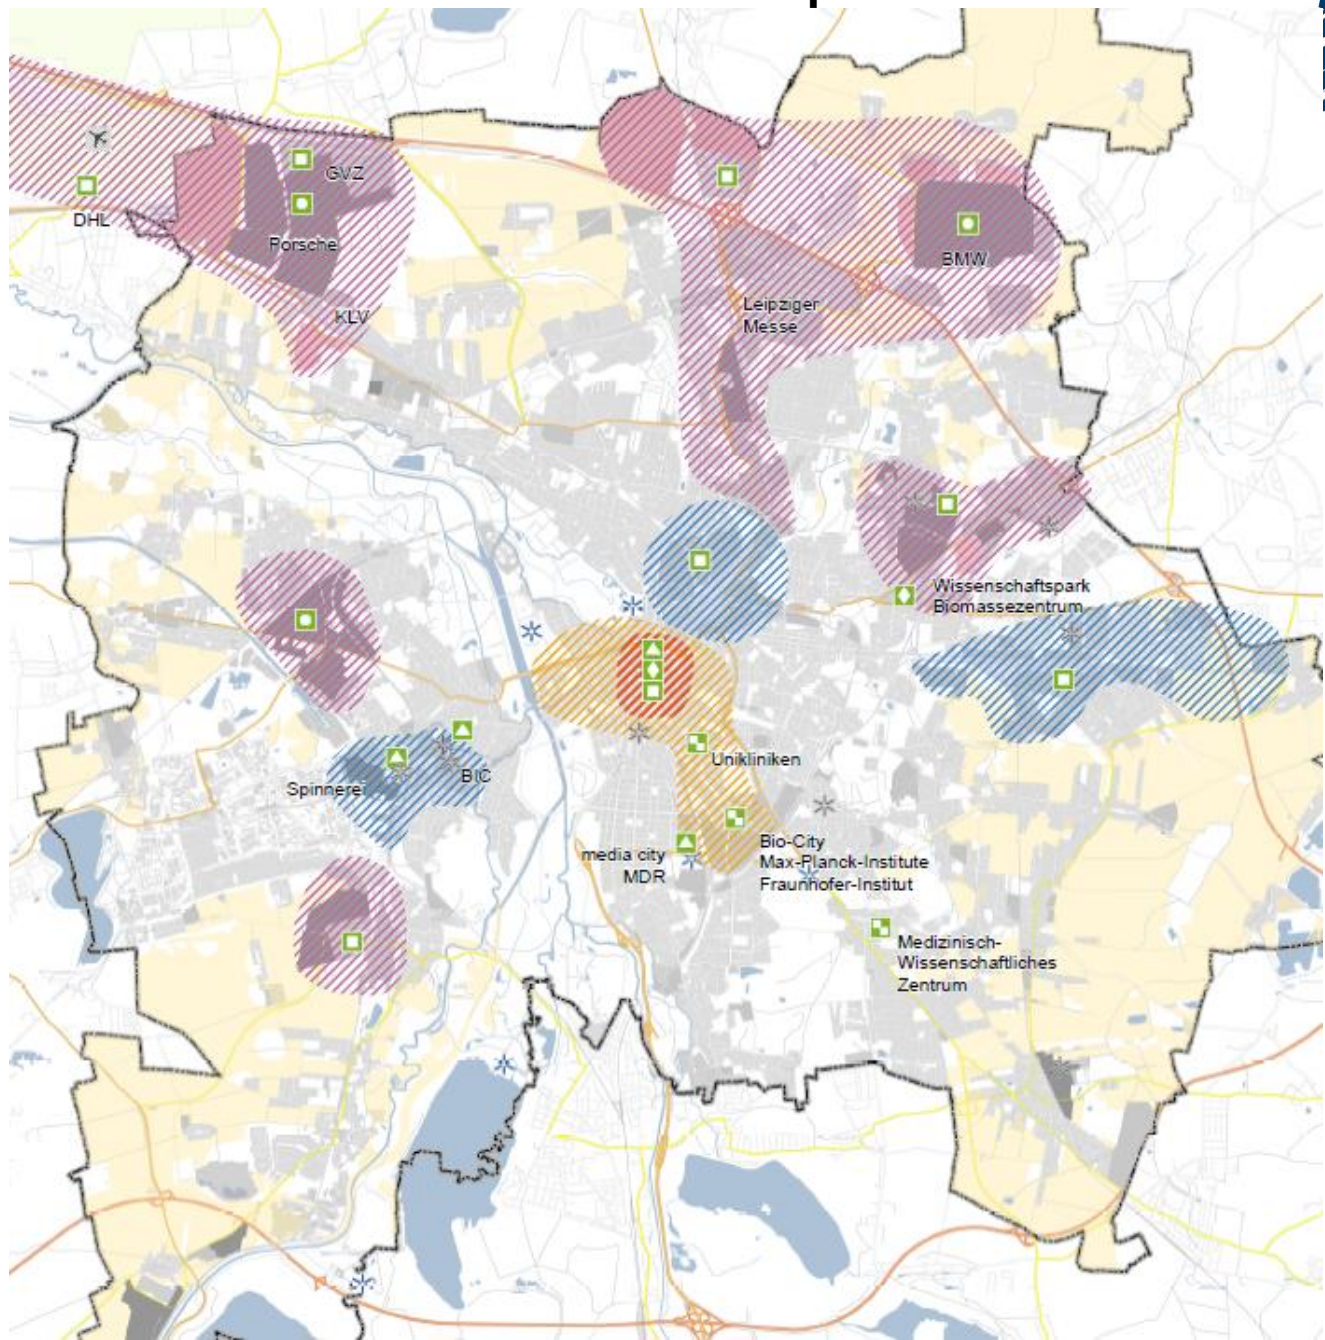 GVZ
DHL
Porsche
KLV
BMW
Leipziger
Messe
Wissenschaftspark
Biomassezentrum
Unikliniken
Spinnerei
BIC
media city
MDR
Bio-City
Max-Planck-Institute
Fraunhofer-Institut
Medizinisch-
Wissenschaftliches
Zentrum